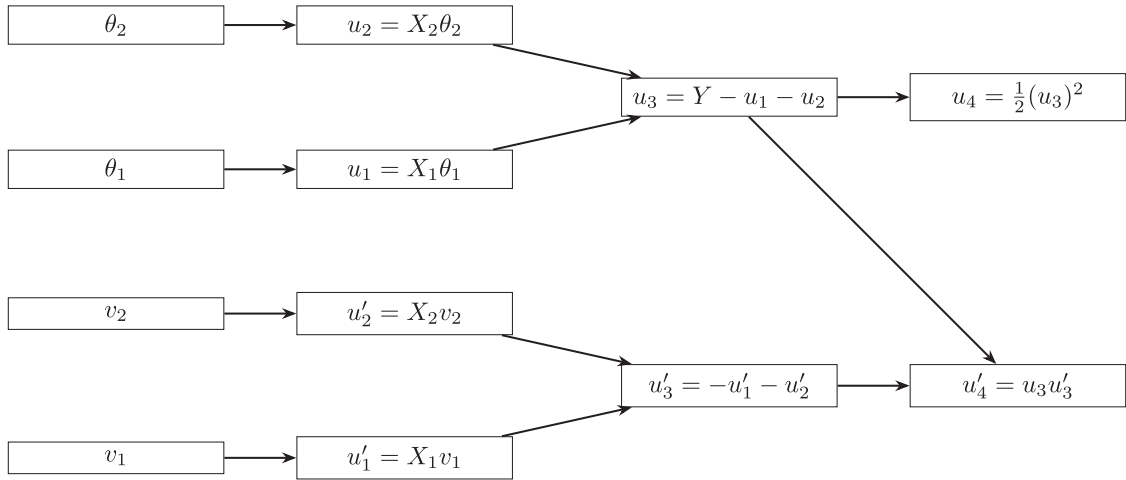 θ₂
u₂ = X₂θ₂
u₃ = Y − u₁ − u₂
u₄ = ½(u₃)²
θ₁
u₁ = X₁θ₁
v₂
u′₂ = X₂v₂
u′₃ = −u′₁ − u′₂
u′₄ = u₃u′₃
v₁
u′₁ = X₁v₁